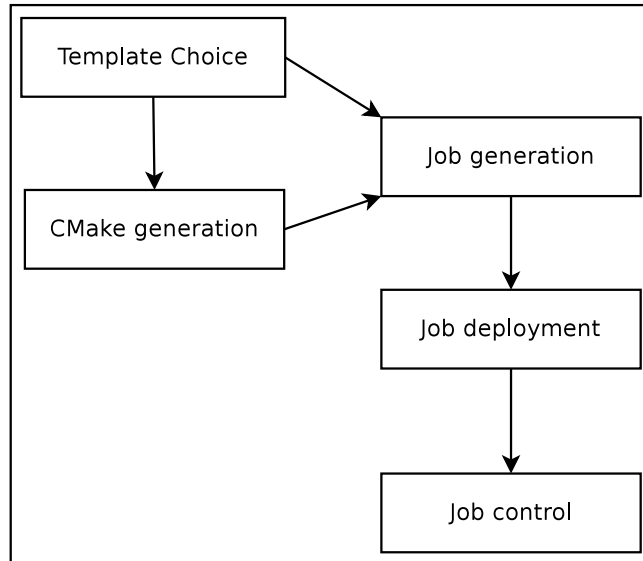 Template Choice
Job generation
CMake generation
Job deployment
Job control